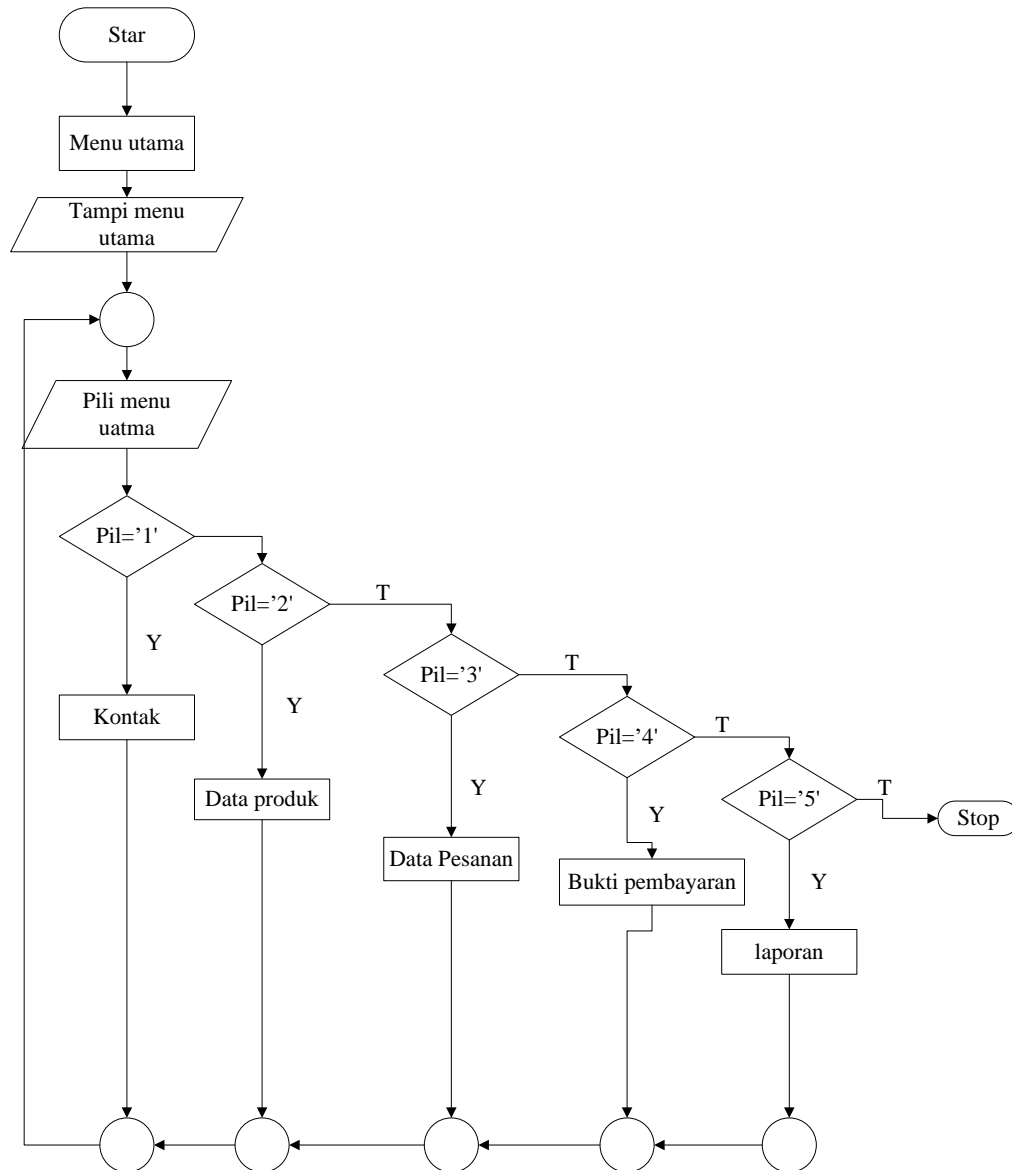 Star
Menu utama
Tampi menu
utama
Pili menu
uatma
Pil=’1'
Pil=’2'
T
Y
Pil=’3'
T
Kontak
Y
Pil=’4'
T
Data produk
Y
Pil=’5'
T
Stop
Data Pesanan
Y
Bukti pembayaran
Y
laporan